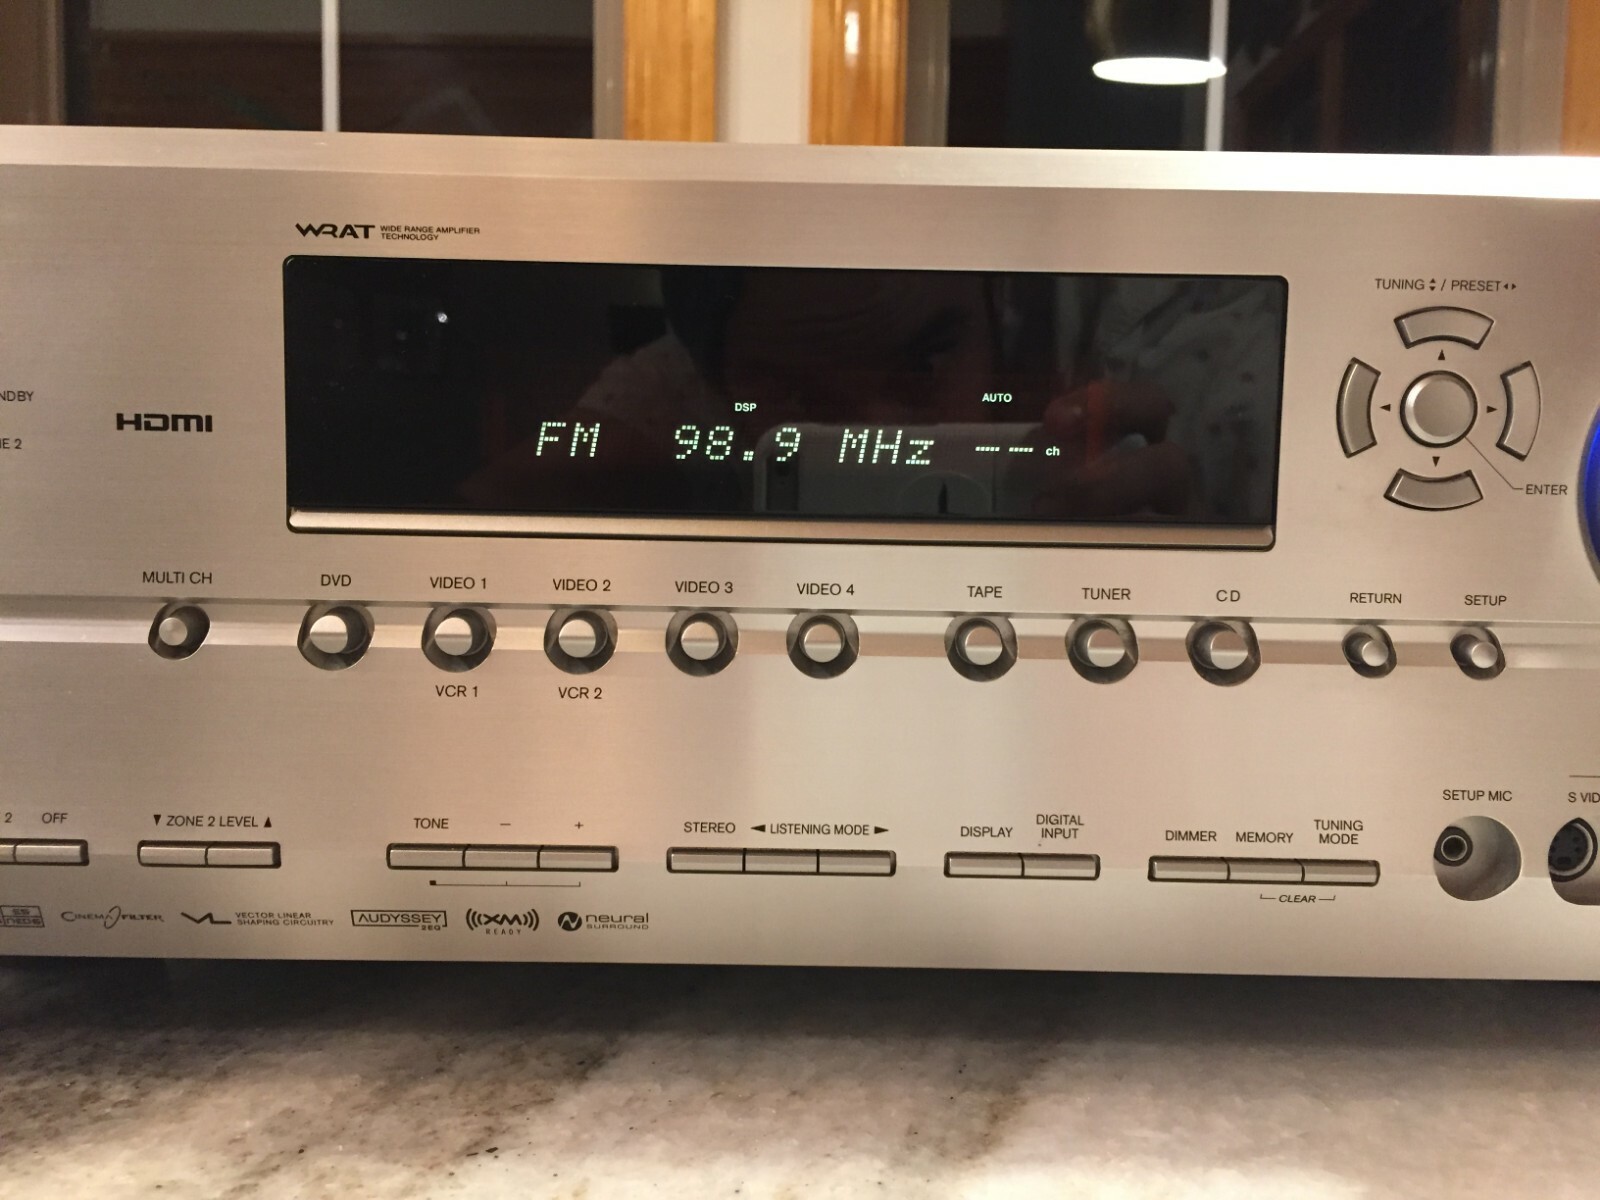 WRAT WIDE RANGE AMPLIFIER
TECHNOLOGY
TUNING / PRESET
NDBY
HDMI
AUTO
DSP
FM 98.9 MHz -- -- ch
E 2
ENTER
MULTI CH DVD VIDEO 1 VIDEO 2 VIDEO 3 VIDEO 4 TAPE TUNER CD RETURN SETUP
VCR 1 VCR 2
SETUP MIC S VID
2 OFF ▼ ZONE 2 LEVEL ▲ TONE − + STEREO ◄ LISTENING MODE ► DISPLAY DIGITAL
INPUT DIMMER MEMORY TUNING
MODE
CLEAR
CINEMA FILTER VECTOR LINEAR
SHAPING CIRCUITRY AUDYSSEY
2EQ XM
READY neural
SURROUND